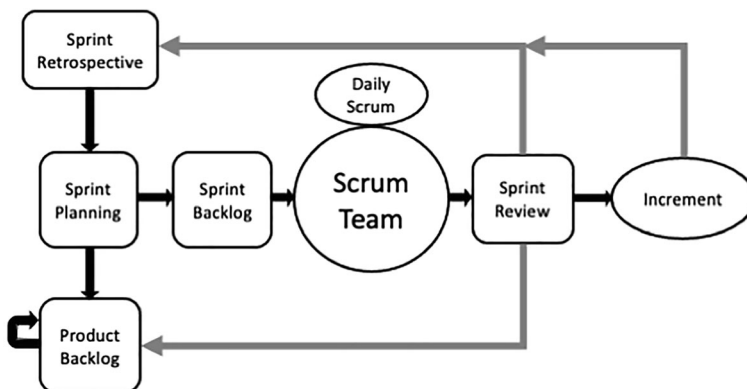 Sprint
Retrospective
Daily
Scrum
Sprint
Planning
Sprint
Backlog
Scrum
Team
Sprint
Review
Increment
Product
Backlog